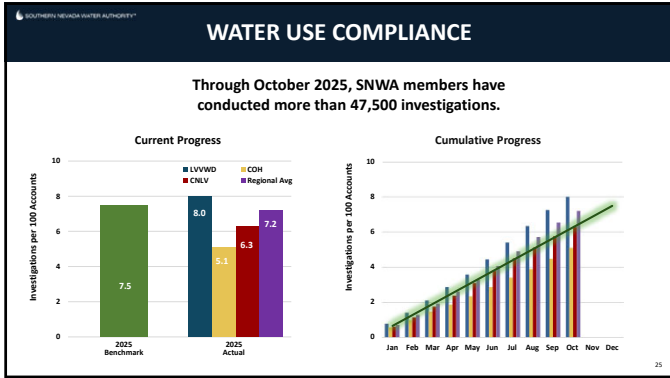 SOUTHERN NEVADA WATER AUTHORITY™
WATER USE COMPLIANCE
Through October 2025, SNWA members have
conducted more than 47,500 investigations.
Current Progress
Investigations per 100 Accounts
10
8
6
4
2
0
LVVWD
COH
CNLV
Regional Avg
7.5
8.0
5.1
6.3
7.2
2025
Benchmark
2025
Actual
Cumulative Progress
Investigations per 100 Accounts
10
8
6
4
2
0
Jan Feb Mar Apr May Jun Jul Aug Sep Oct Nov Dec
25